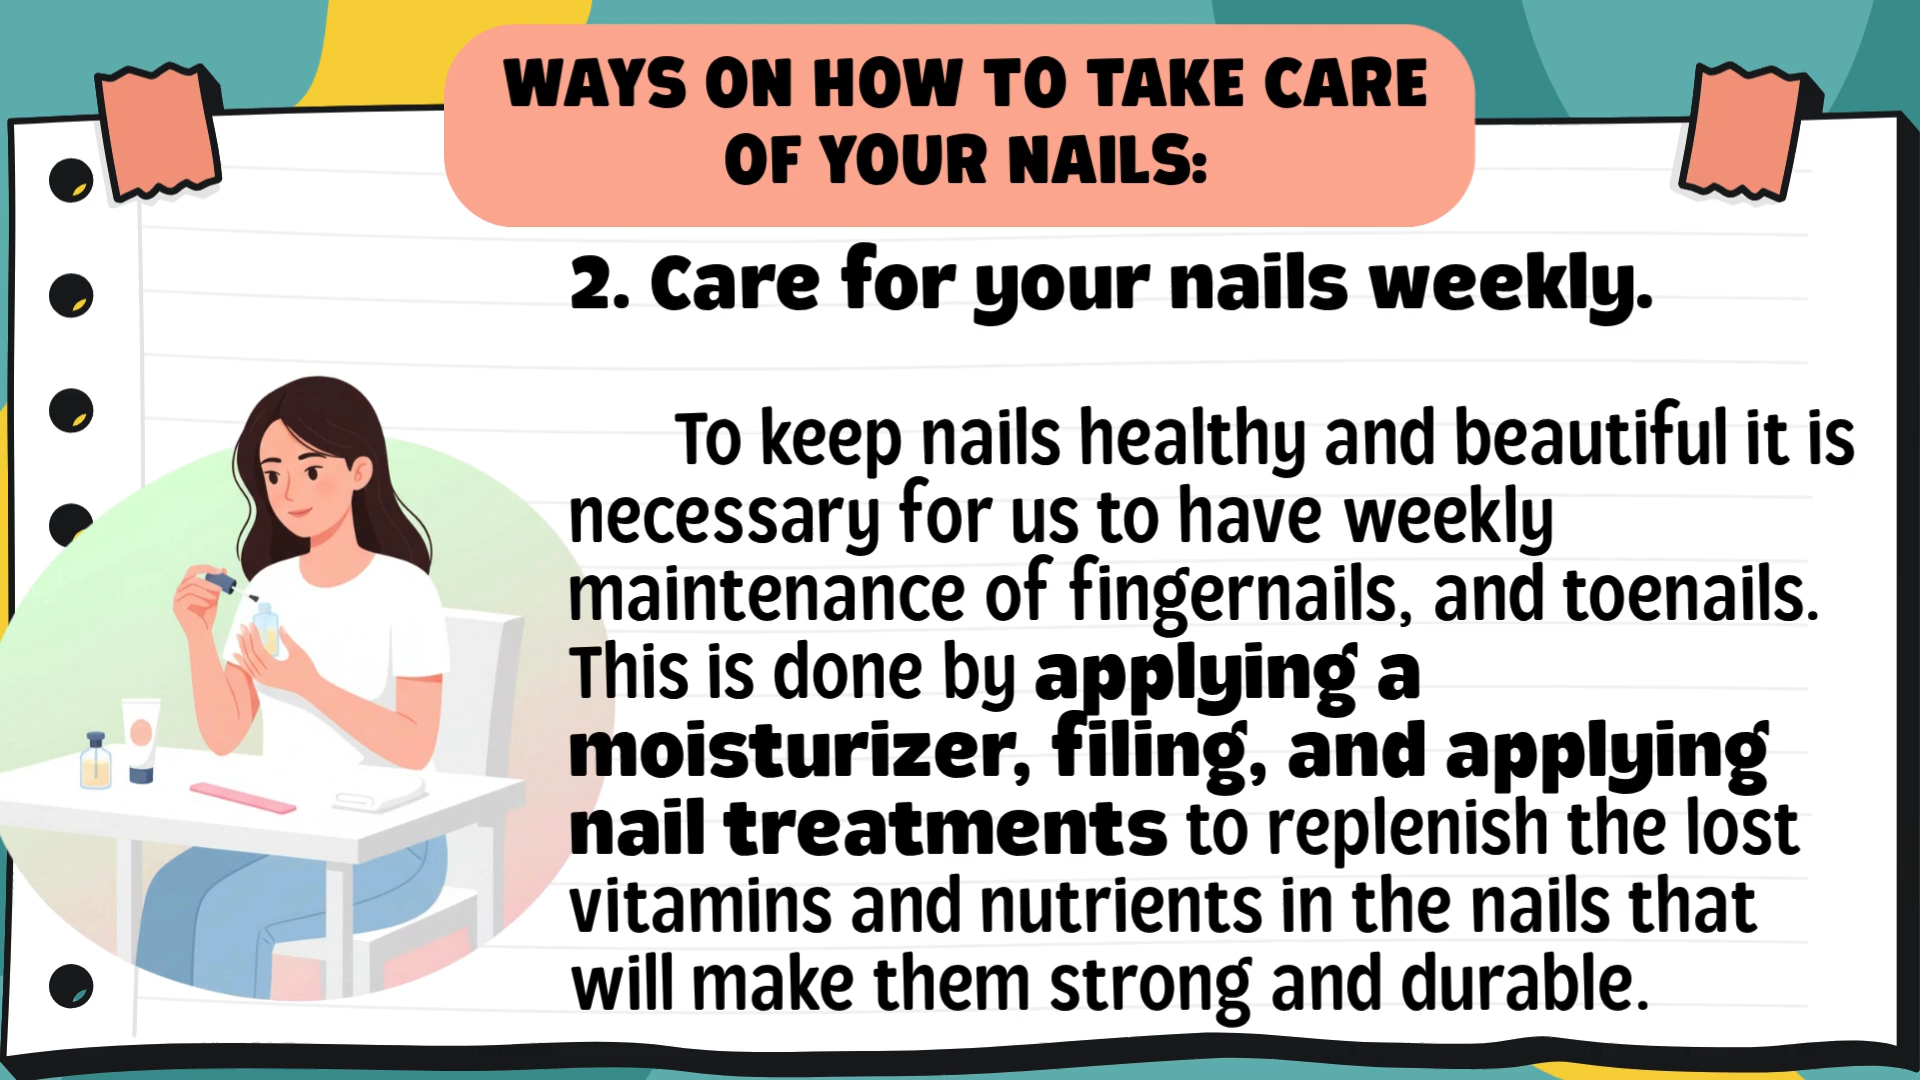 WAYS ON HOW TO TAKE CARE
OF YOUR NAILS:
2. Care for your nails weekly.
To keep nails healthy and beautiful it is
necessary for us to have weekly
maintenance of fingernails, and toenails.
This is done by applying a
moisturizer, filing, and applying
nail treatments to replenish the lost
vitamins and nutrients in the nails that
will make them strong and durable.